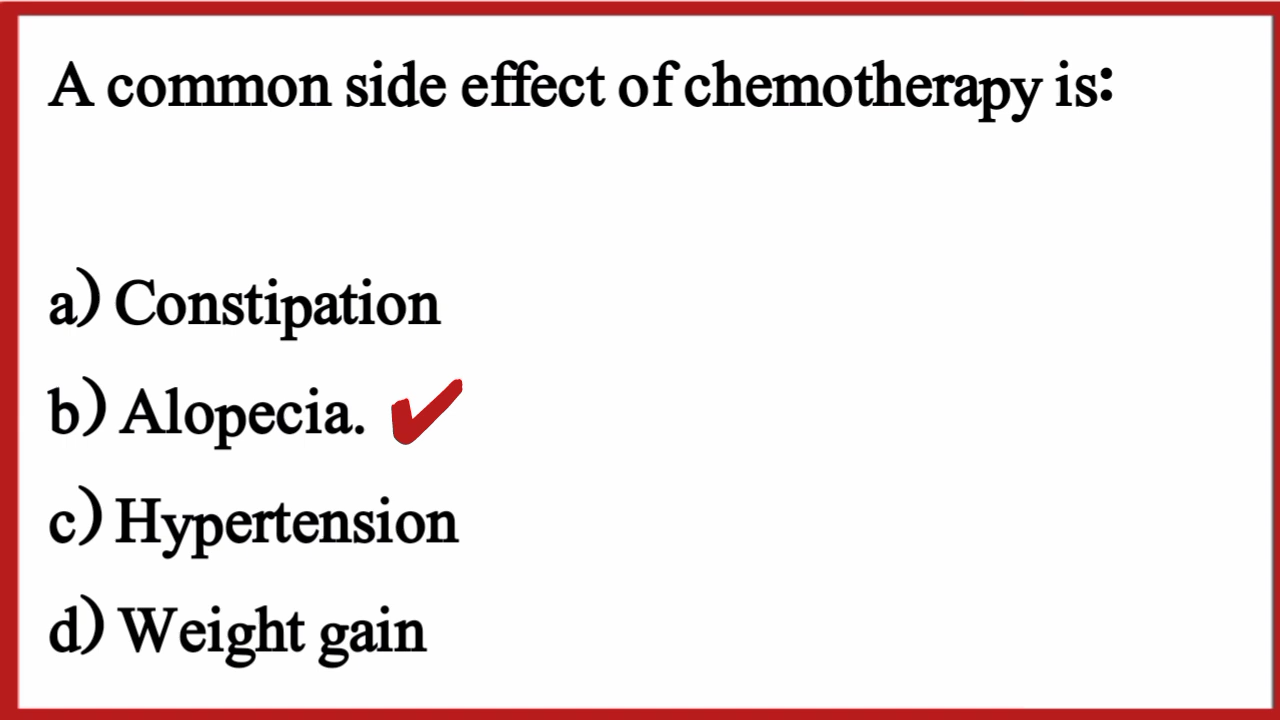 A common side effect of chemotherapy is:
a) Constipation
b) Alopecia.
c) Hypertension
d) Weight gain